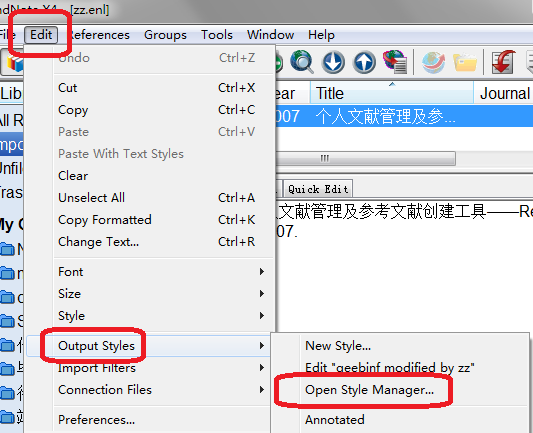 ndNote X4 - [zz.enl]
File Edit References Groups Tools Window Help
Undo Ctrl+Z
Cut Ctrl+X
Copy Ctrl+C
Paste Ctrl+V
Paste With Text Styles
Clear
Unselect All Ctrl+A
Copy Formatted Ctrl+K
Change Text... Ctrl+R
Font
Size
Style
Output Styles
Import Filters
Connection Files
Preferences...
New Style...
Edit "geebinf modified by zz"
Open Style Manager...
Annotated
ear Title Journal
007 个人文献管理及参...
Quick Edit
文献管理及参考文献创建工具——Re
07.
Lib
All R
mpo
Unfil
Tras
My G